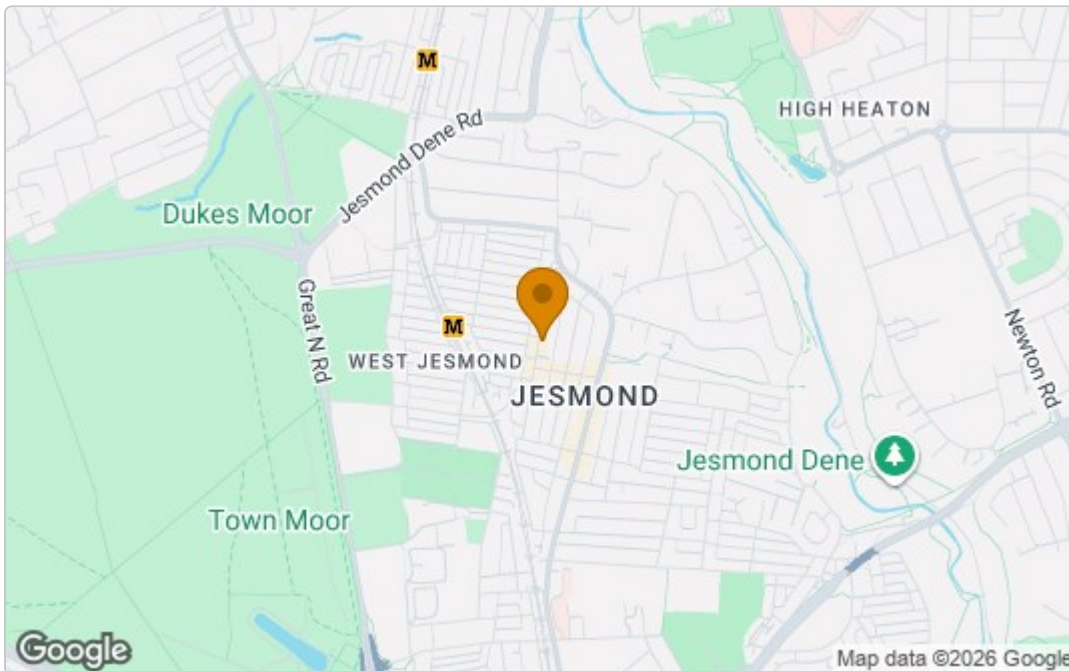 M
Jesmond Dene Rd
HIGH HEATON
Dukes Moor
Great N Rd
M
WEST JESMOND
Newton Rd
JESMOND
Jesmond Dene
Town Moor
Google
Map data ©2026 Google